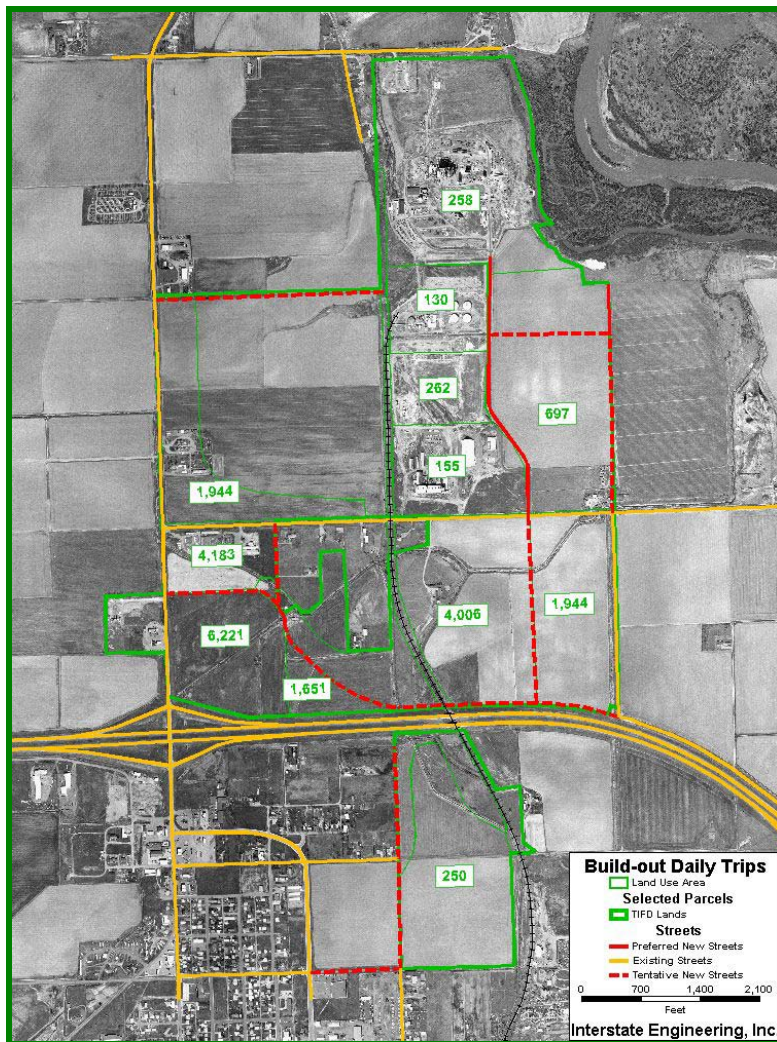 258
130
262
697
155
1,944
4,183
4,006
1,944
6,221
1,651
250
Build-out Daily Trips
Land Use Area
Selected Parcels
TIFD Lands
Streets
Preferred New Streets
Existing Streets
Tentative New Streets
0 700 1,400 2,100
Feet
Interstate Engineering, Inc